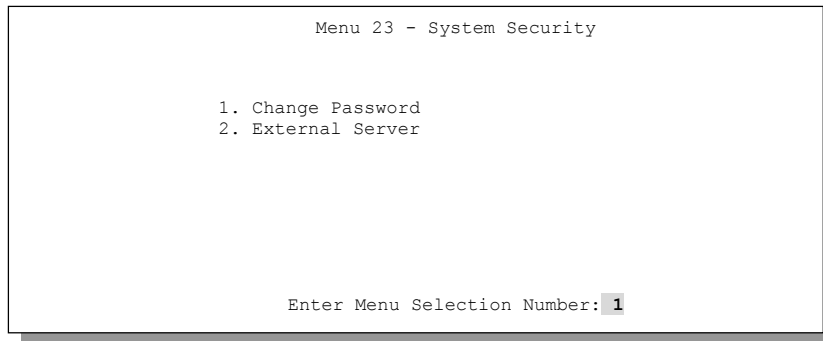 Menu 23 - System Security
1. Change Password
2. External Server
Enter Menu Selection Number: 1